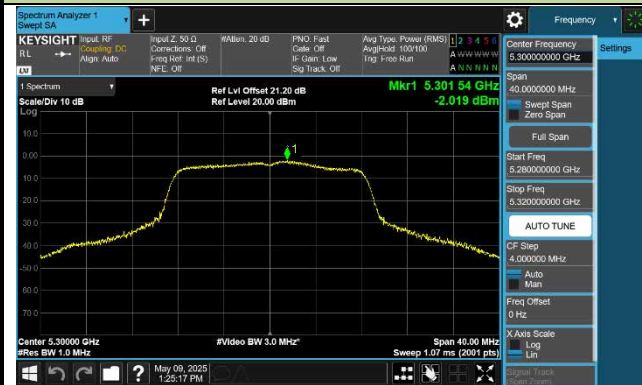 Spectrum Analyzer 1
Swept SA
+
Frequency
KEYSIGHT
RL
LXI
Input: RF
Coupling: DC
Align: Auto
Input Z: 50 Ω
Corrections: Off
Freq Ref: Int (S)
NFE: Off
#Atten: 20 dB
PNO: Fast
Gate: Off
IF Gain: Low
Sig Track: Off
Avg Type: Power (RMS)
Avg|Hold: 100/100
Trig: Free Run
1 2 3 4 5 6
A W W W W W
A N N N N N
1 Spectrum
Scale/Div 10 dB
Ref Lvl Offset 21.20 dB
Ref Level 20.00 dBm
Mkr1 5.301 54 GHz
-2.019 dBm
Log
10.0
0.00
10.0
20.0
30.0
40.0
50.0
60.0
70.0
1
Center 5.30000 GHz
#Res BW 1.0 MHz
#Video BW 3.0 MHz*
Span 40.00 MHz
Sweep 1.07 ms (2001 pts)
May 09, 2025
1:25:17 PM
?
Center Frequency
5.300000000 GHz
Settings
Span
40.0000000 MHz
Swept Span
Zero Span
Full Span
Start Freq
5.280000000 GHz
Stop Freq
5.320000000 GHz
AUTO TUNE
CF Step
4.000000 MHz
Auto
Man
Freq Offset
0 Hz
X Axis Scale
Log
Lin
Signal Track
(Span Zoom)